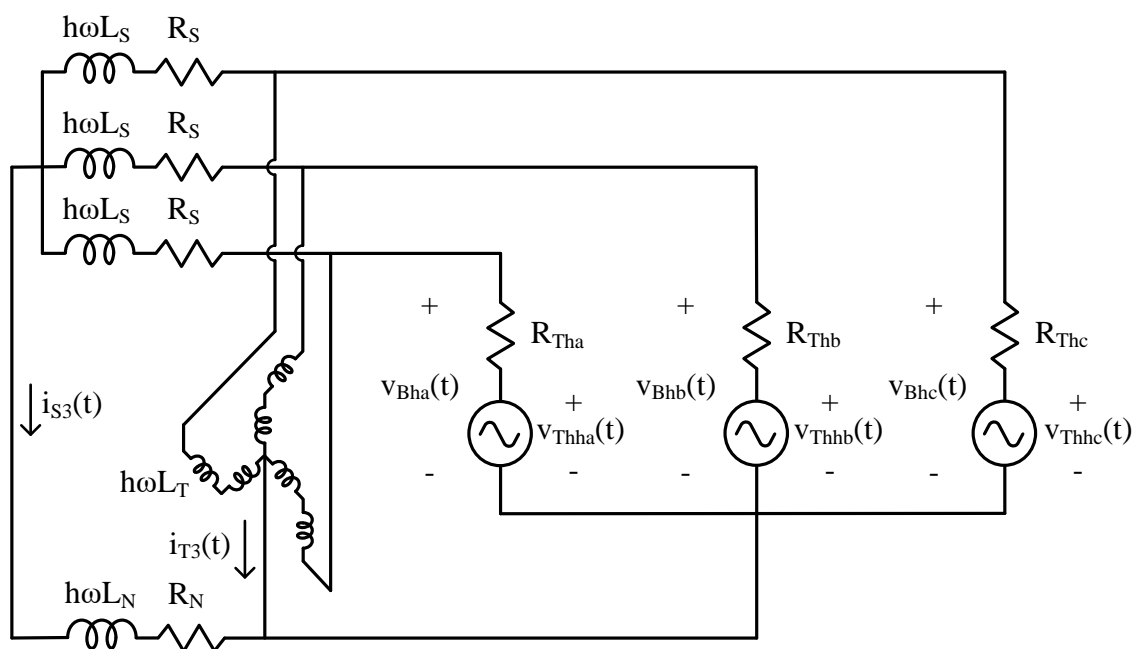 hωL_S R_S
hωL_S R_S
hωL_S R_S
+ + +
R_Tha R_Thb R_Thc
v_Bha(t) v_Bhb(t) v_Bhc(t)
i_S3(t)
+ + +
v_Thha(t) v_Thhb(t) v_Thhc(t)
- - - - - -
hωL_T
i_T3(t)
hωL_N R_N